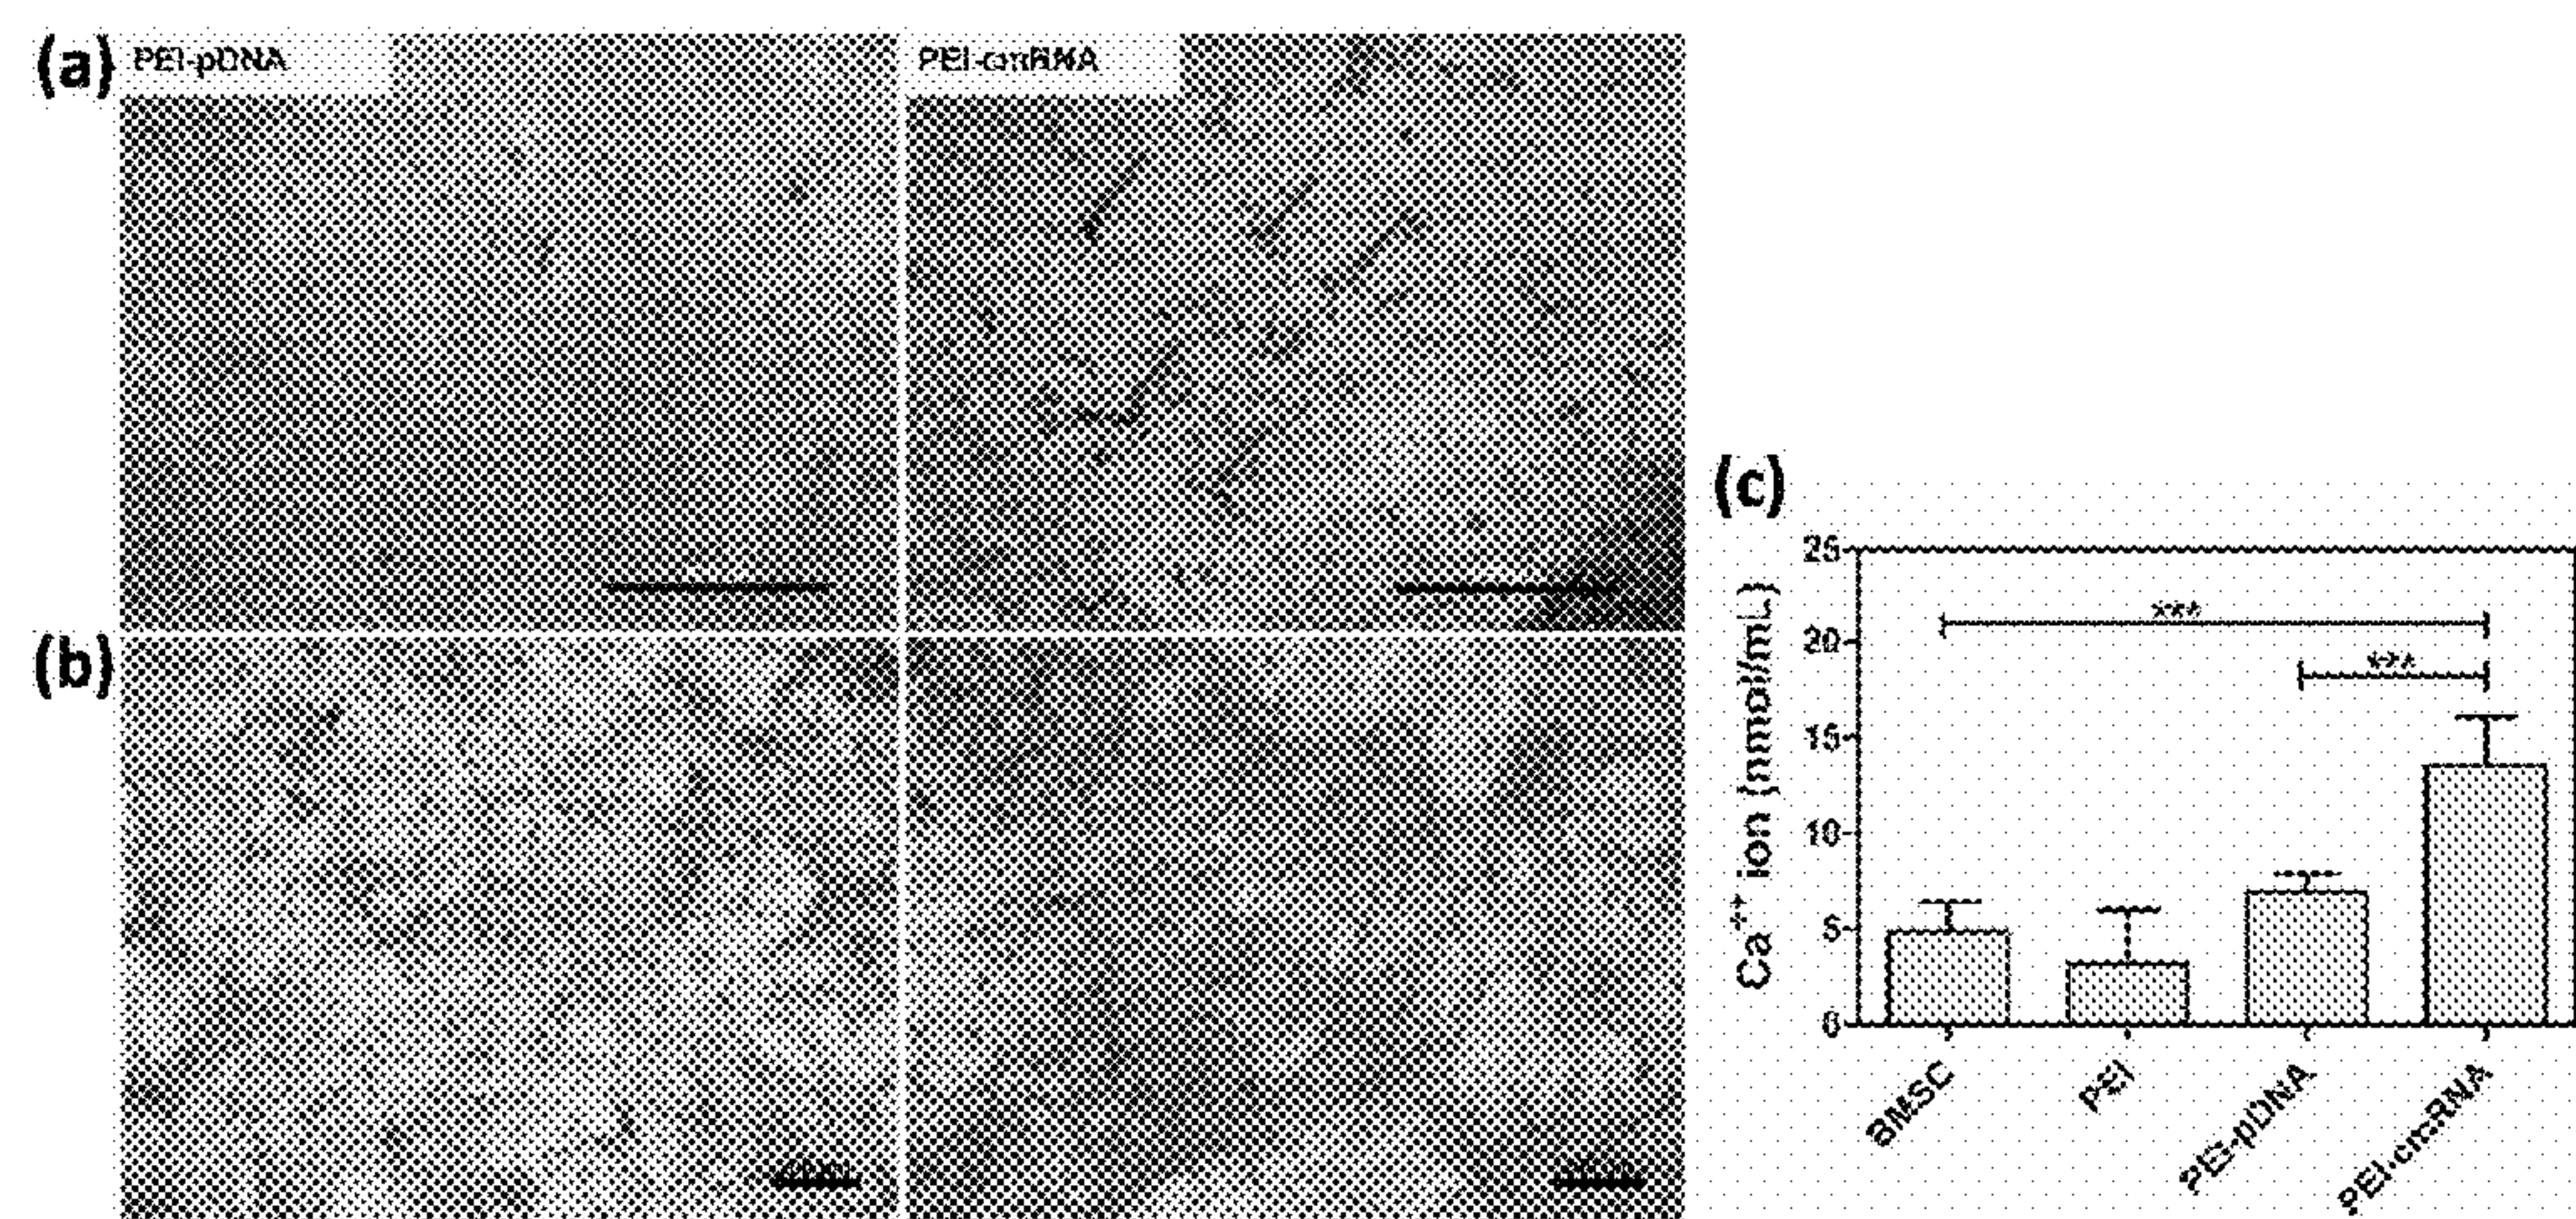 (a)
PEI-pDNA
PEI-cmRNA
(b)
(c)
Ca⁺⁺ ion (nmol/mL)
25
20
15
10
5
0
***
***
BMSC
PEI
PEI-pDNA
PEI-cmRNA